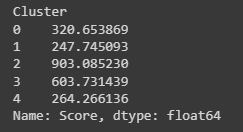 Cluster
0    320.653869
1    247.745093
2    903.085230
3    603.731439
4    264.266136
Name: Score, dtype: float64